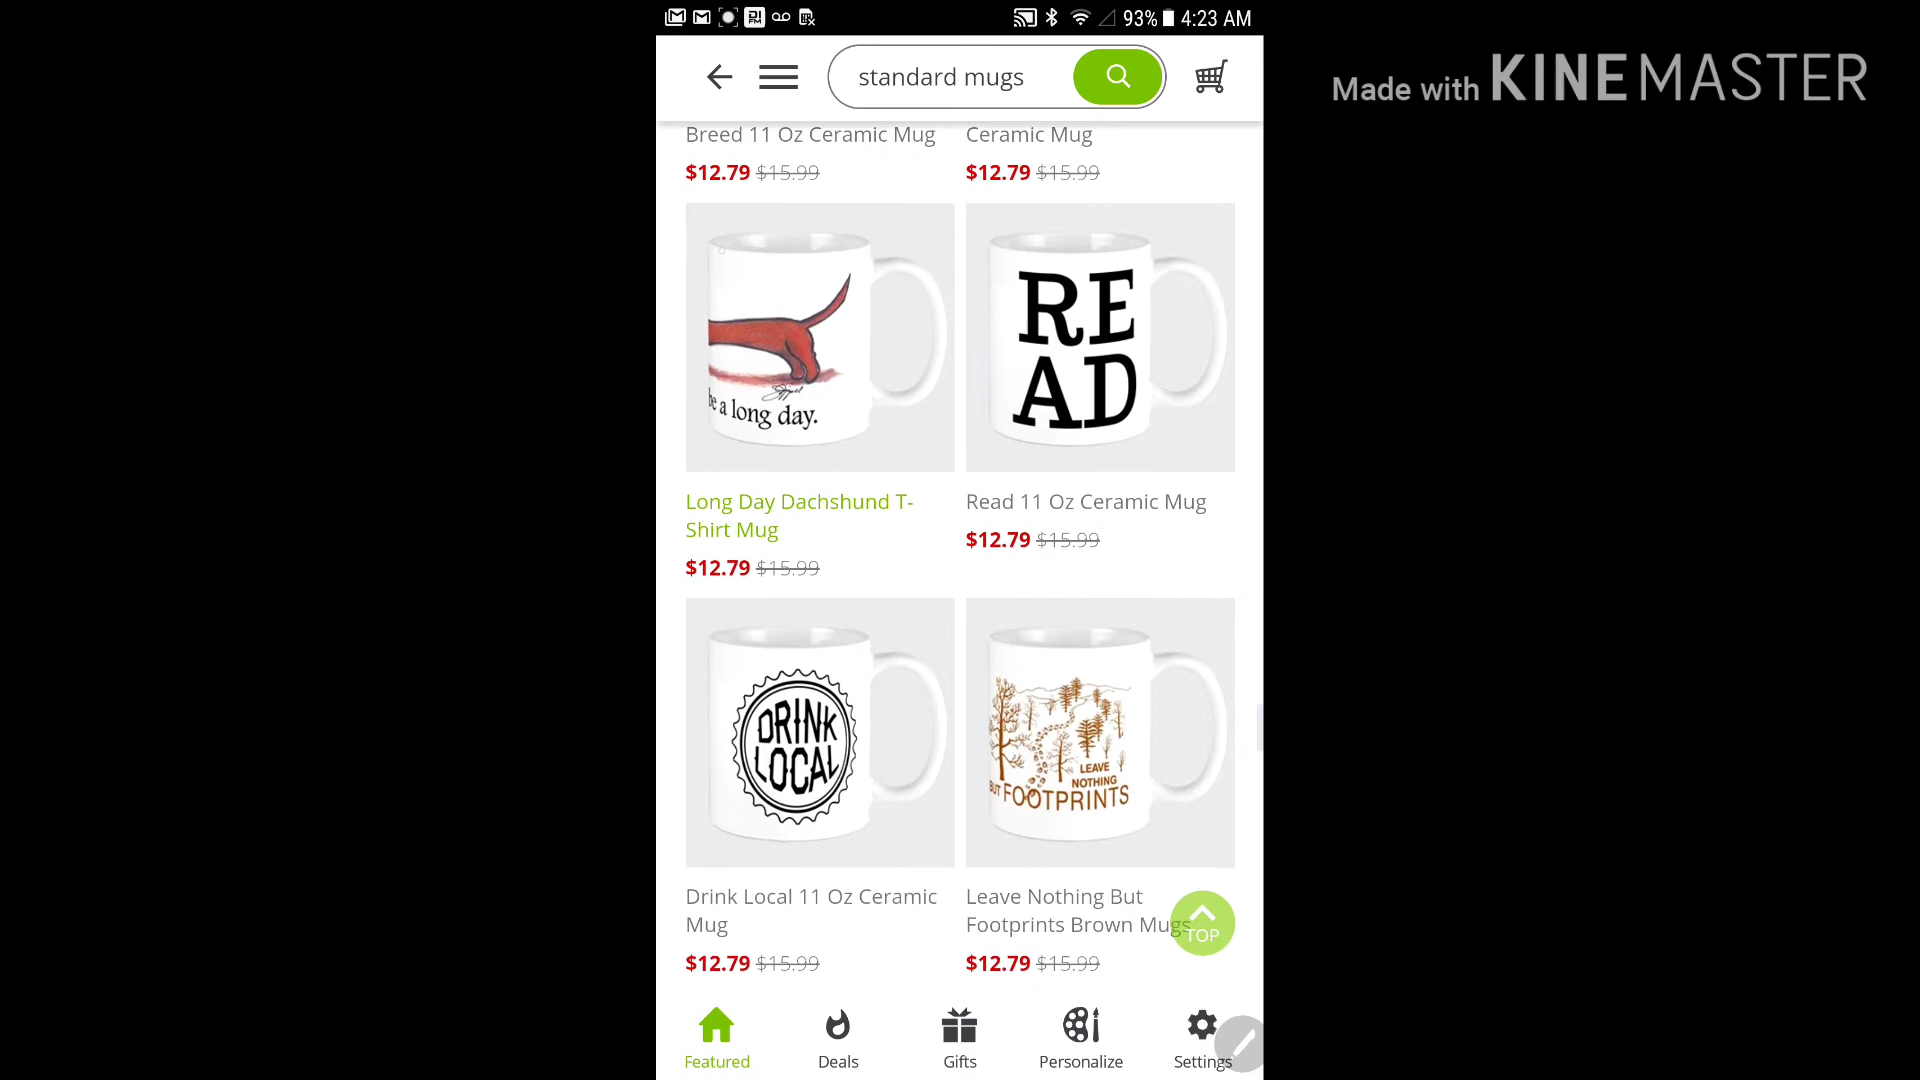 93% 4:23 AM
Made with KINEMASTER
standard mugs
Breed 11 Oz Ceramic Mug
Ceramic Mug
$12.79 $15.99
$12.79 $15.99
be a long day.
RE
AD
Long Day Dachshund T-
Shirt Mug
$12.79 $15.99
Read 11 Oz Ceramic Mug
$12.79 $15.99
DRINK
LOCAL
LEAVE
NOTHING
BUT FOOTPRINTS
Drink Local 11 Oz Ceramic
Mug
$12.79 $15.99
Leave Nothing But
Footprints Brown Mugs
$12.79 $15.99
TOP
Featured
Deals
Gifts
Personalize
Settings